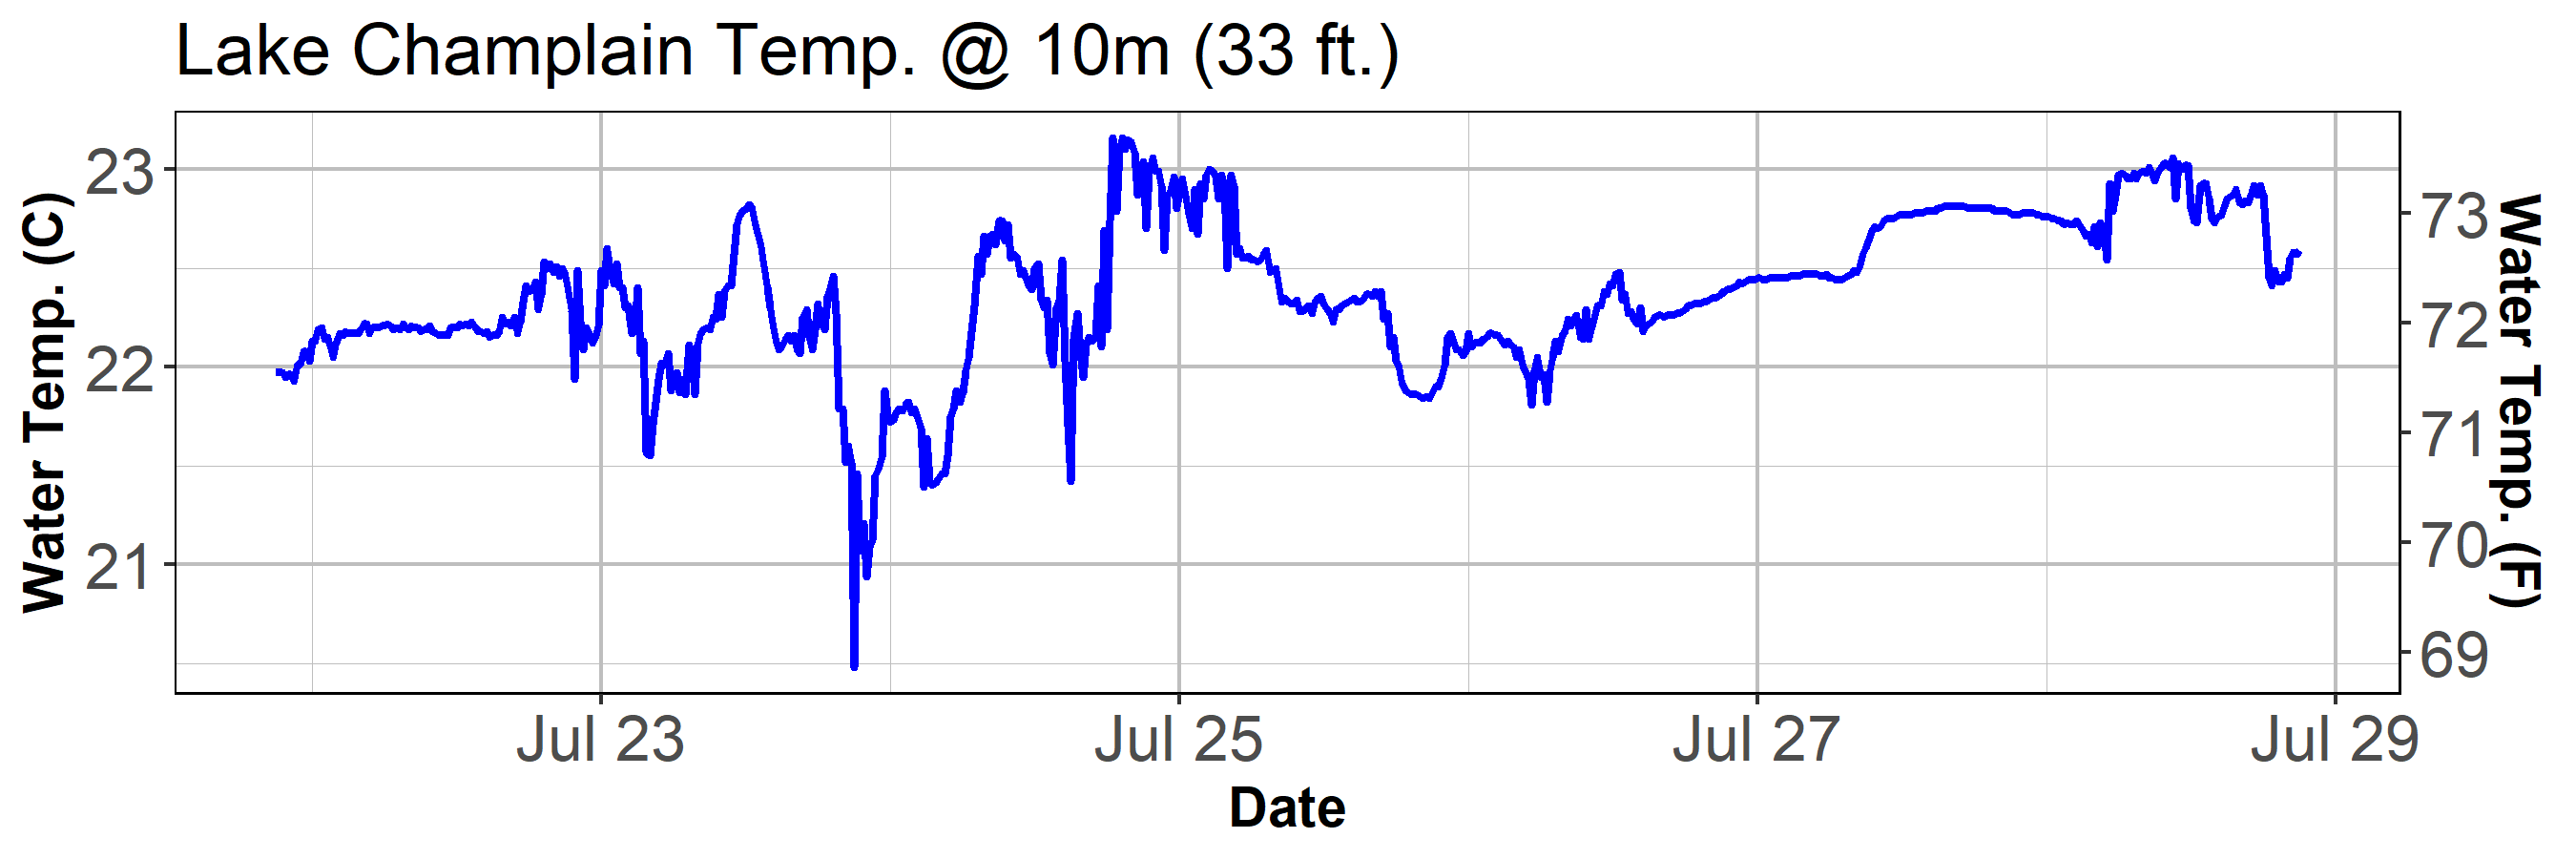 Lake Champlain Temp. @ 10m (33 ft.)
Water Temp. (C)
23
22
21
73
72
71
70
69
Water Temp. (F)
Jul 23 Jul 25 Jul 27 Jul 29
Date